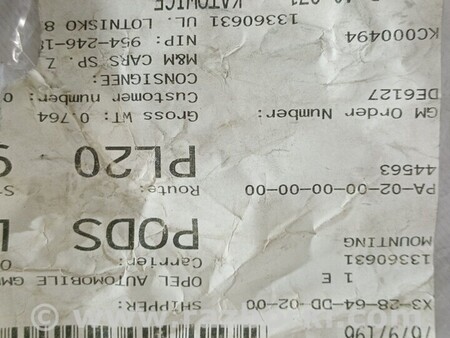 X3-28-64-DD-02-00
1 E
13360631
MOUNTING
PA-02-00-00-00
44563
GM Order Number:
DE6127
KC000494
13360631
SHIPPER:
OPEL AUTOMOBILE GM
Carrier:
PODS
Route:
PL20
Gross WT: 0.764
Customer number: 0
CONSIGNEE:
M&M CARS SP. Z
NIP: 954-246-18
UL. LOTNISKO 8
KATOWICE